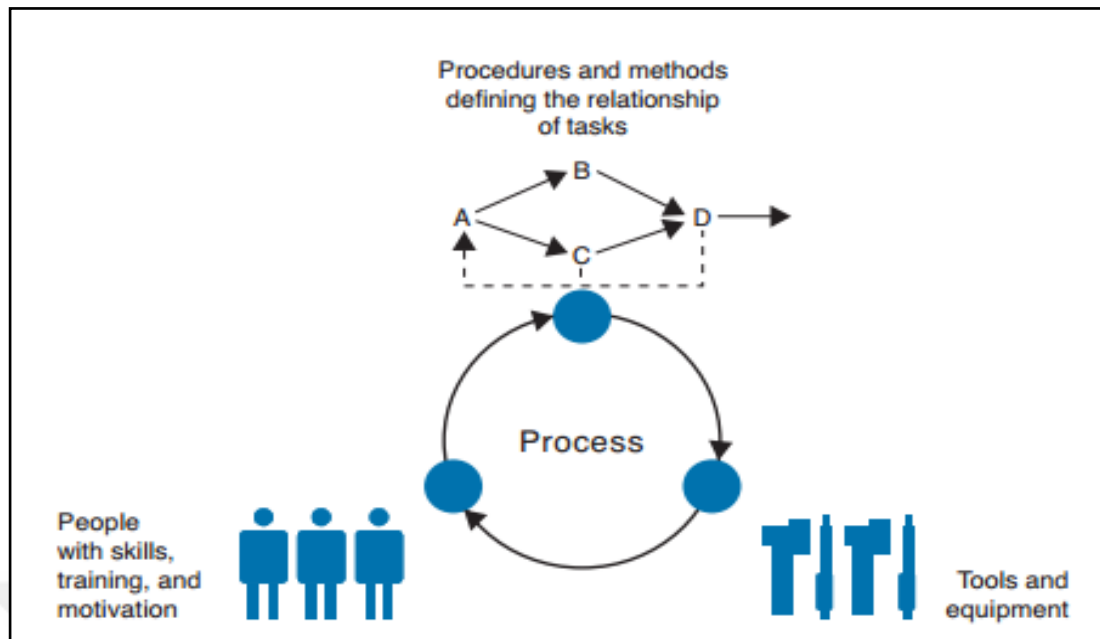 Procedures and methods
defining the relationship
of tasks
B
A
D
C
Process
People
with skills,
training, and
motivation
Tools and
equipment